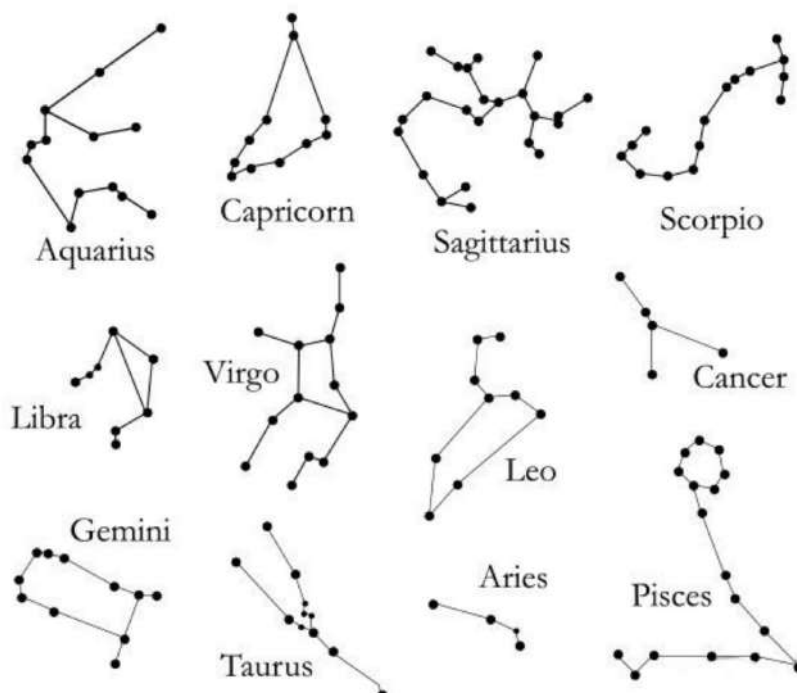 Aquarius
Capricorn
Sagittarius
Scorpio
Libra
Virgo
Leo
Cancer
Gemini
Taurus
Aries
Pisces